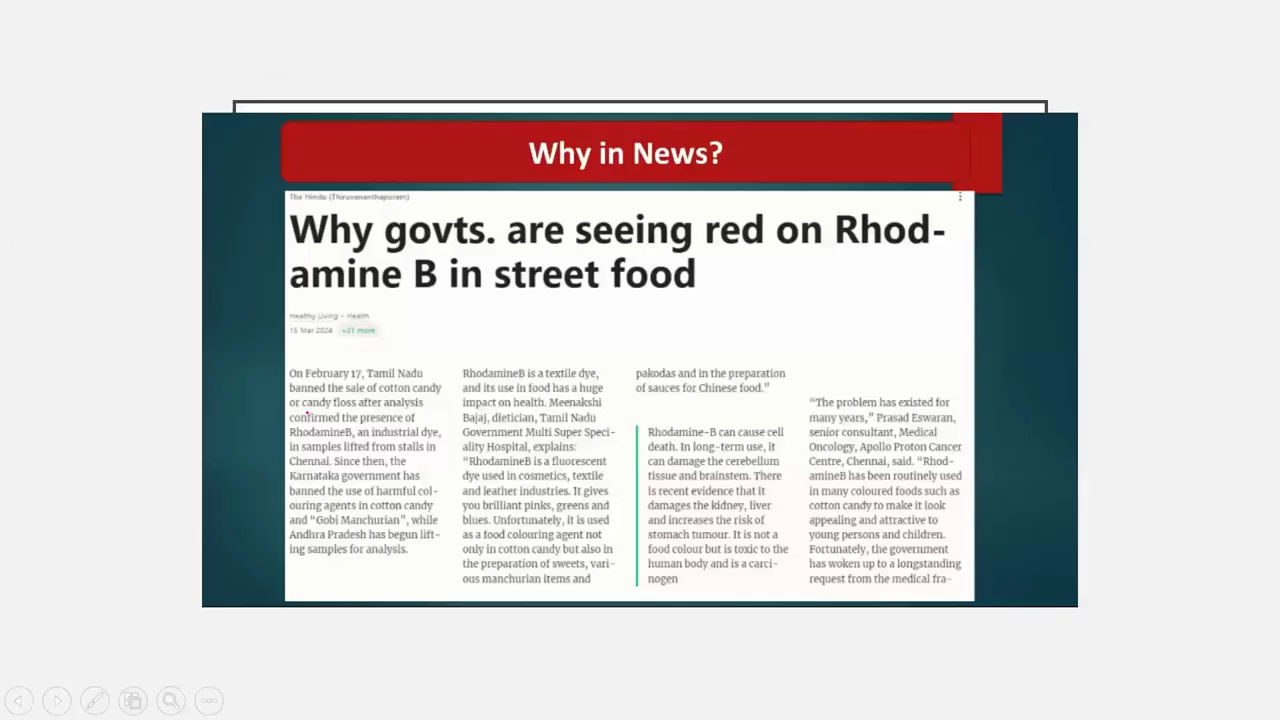 Why in News?
The Hindu (Thiruvananthapuram)
Why govts. are seeing red on Rhod-
amine B in street food
Healthy Living - Health
15 Mar 2024 +21 more
On February 17, Tamil Nadu
banned the sale of cotton candy
or candy floss after analysis
confirmed the presence of
RhodamineB, an industrial dye,
in samples lifted from stalls in
Chennai. Since then, the
Karnataka government has
banned the use of harmful col-
ouring agents in cotton candy
and “Gobi Manchurian”, while
Andhra Pradesh has begun lift-
ing samples for analysis.
RhodamineB is a textile dye,
and its use in food has a huge
impact on health. Meenakshi
Bajaj, dietician, Tamil Nadu
Government Multi Super Speci-
ality Hospital, explains:
“RhodamineB is a fluorescent
dye used in cosmetics, textile
and leather industries. It gives
you brilliant pinks, greens and
blues. Unfortunately, it is used
as a food colouring agent not
only in cotton candy but also in
the preparation of sweets, vari-
ous manchurian items and
pakodas and in the preparation
of sauces for Chinese food.”
Rhodamine-B can cause cell
death. In long-term use, it
can damage the cerebellum
tissue and brainstem. There
is recent evidence that it
damages the kidney, liver
and increases the risk of
stomach tumour. It is not a
food colour but is toxic to the
human body and is a carci-
nogen
“The problem has existed for
many years,” Prasad Eswaran,
senior consultant, Medical
Oncology, Apollo Proton Cancer
Centre, Chennai, said. “Rhod-
amineB has been routinely used
in many coloured foods such as
cotton candy to make it look
appealing and attractive to
young persons and children.
Fortunately, the government
has woken up to a longstanding
request from the medical fra-